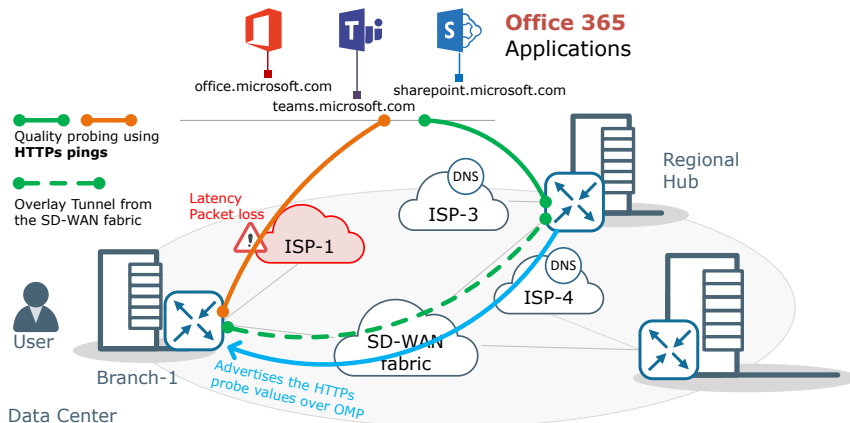 Office 365
Applications
office.microsoft.com
teams.microsoft.com
sharepoint.microsoft.com
Quality probing using
HTTPs pings
Overlay Tunnel from
the SD-WAN fabric
Latency
Packet loss
!
ISP-1
DNS
ISP-3
Regional
Hub
DNS
ISP-4
User
Branch-1
SD-WAN
fabric
Advertises the HTTPs
probe values over OMP
Data Center